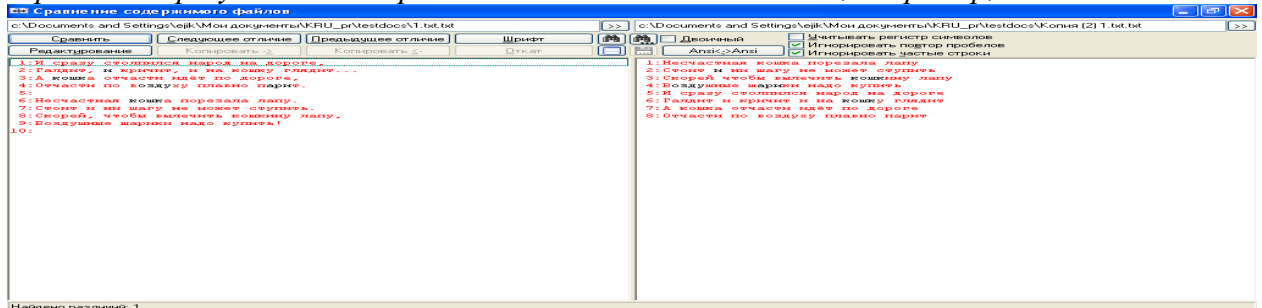 Сравнение содержимого файлов
c:\Documents and Settings\ejik\Мои документы\KRU_pr\testdocs\1.txt.txt >> c:\Documents and Settings\ejik\Мои документы\KRU_pr\testdocs\Копия (2) 1.txt.txt >>
Сравнить Следующее отличие Предыдущее отличие Шрифт Двоичный Учитывать регистр символов
Редактирование Копировать -> Копировать <- Откат Anzi<>Anzi Игнорировать повтор пробелов
Игнорировать частые строки
1:И сразу столпился народ на дороге,
2:Галдит, и кричит, и на кошку глядит...
3:А кошка отчасти идёт по дороге,
4:Отчасти по воздуху плавно парит.
5:
6:Несчастная кошка порезала лапу.
7:Стоит и ни шагу не может ступить.
8:Скорей, чтобы вылечить кошкину лапу,
9:Воздушные шарики надо купить!
10:
1:Несчастная кошка порезала лапу
2:Стоит и ни шагу не может ступить
3:Скорей чтобы вылечить кошкину лапу
4:Воздушные шарики надо купить
5:И сразу столпился народ на дороге
6:Галдит и кричит и на кошку глядит
7:А кошка отчасти идёт по дороге
8:Отчасти по воздуху плавно парит
Найдено различий: 1